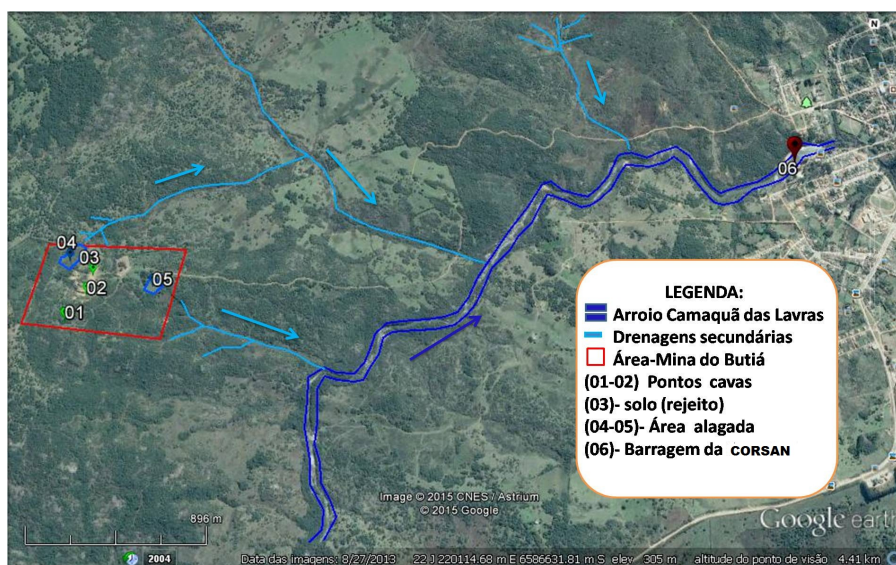 N
06
04
03
05
02
01
LEGENDA:
Arroio Camaquã das Lavras
Drenagens secundárias
Área-Mina do Butiá
(01-02) Pontos cavas
(03)- solo (rejeito)
(04-05)- Área alagada
(06)- Barragem da CORSAN
Image © 2015 CNES / Astrium
© 2015 Google
896 m
Google earth
2004
Data das imagens: 8/27/2013 22 J 220114.68 m E 6586631.81 m S elev 305 m altitude do ponto de visão 4.41 km